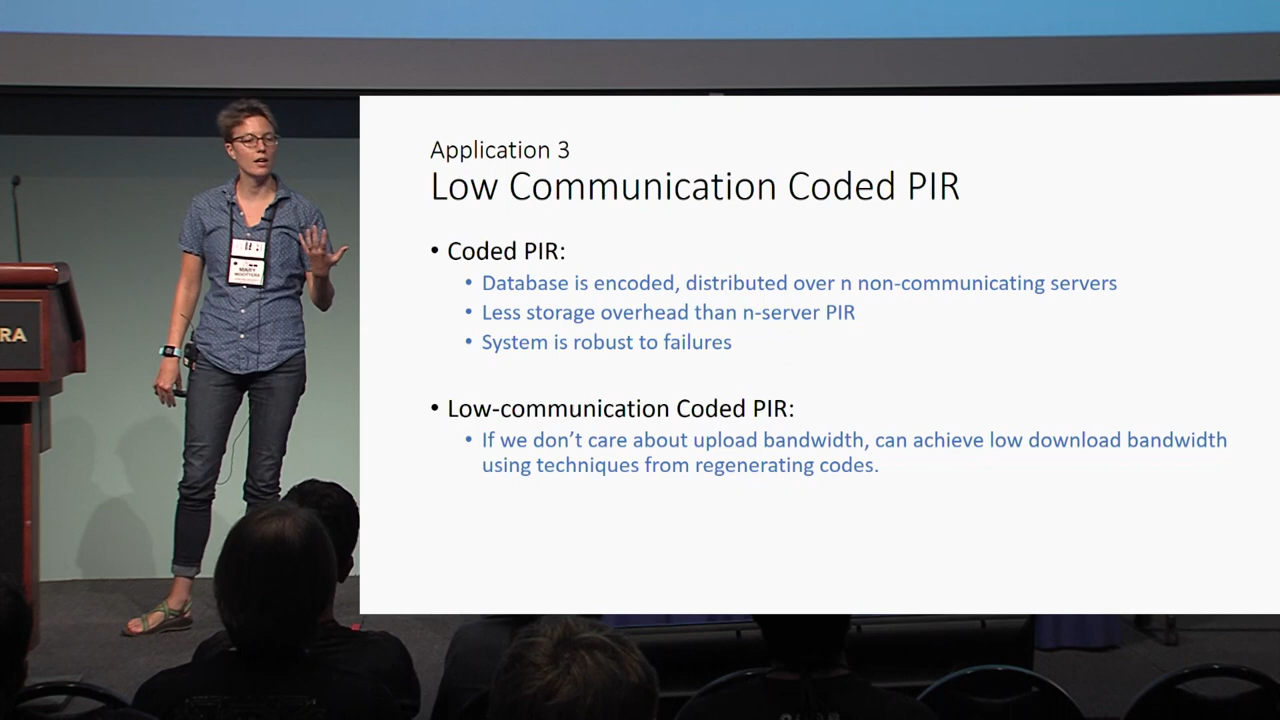 Application 3
Low Communication Coded PIR
• Coded PIR:
• Database is encoded, distributed over n non-communicating servers
• Less storage overhead than n-server PIR
• System is robust to failures
• Low-communication Coded PIR:
• If we don’t care about upload bandwidth, can achieve low download bandwidth
using techniques from regenerating codes.
RA
MARY
WOOTTERS